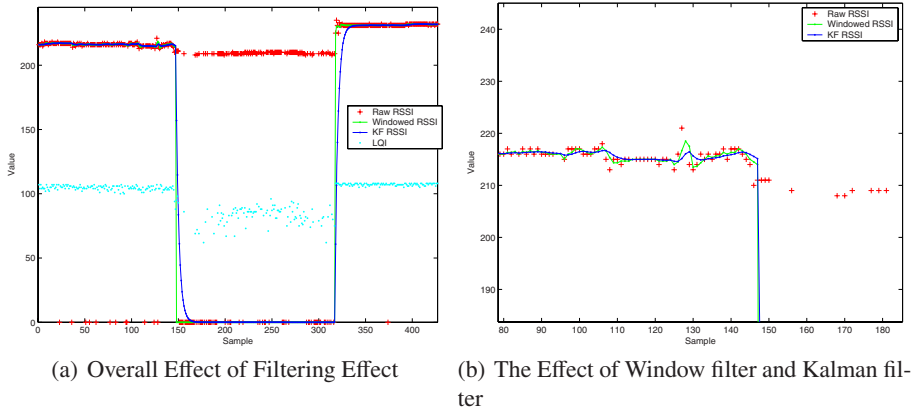 200
150
100
50
0
Value
0 50 100 150 200 250 300 350 400
Sample
Raw RSSI
Windowed RSSI
KF RSSI
LQI
(a) Overall Effect of Filtering Effect
240
230
220
210
200
190
Value
80 90 100 110 120 130 140 150 160 170 180
Sample
Raw RSSI
Windowed RSSI
KF RSSI
(b) The Effect of Window filter and Kalman fil-
ter